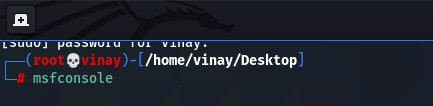 [sudo] password for vinay:
┌──(root💀vinay)-[/home/vinay/Desktop]
└─# msfconsole